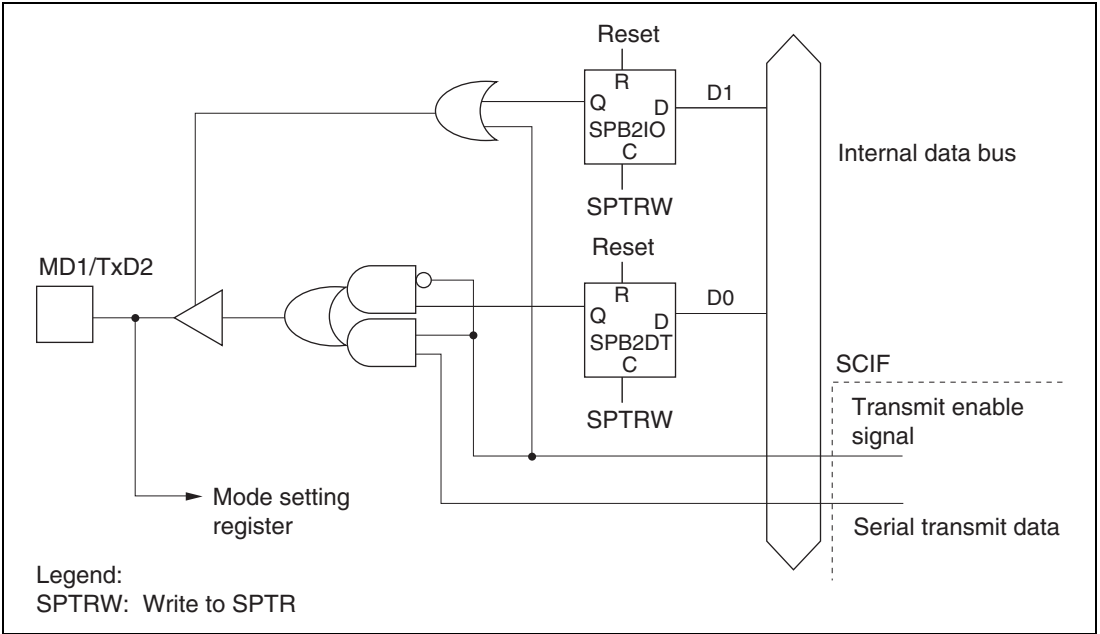 Reset
R
Q
D
D1
SPB2IO
C
Internal data bus
SPTRW
Reset
MD1/TxD2
R
D0
Q
D
SPB2DT
C
SCIF
SPTRW
Transmit enable
signal
Mode setting
register
Serial transmit data
Legend:
SPTRW: Write to SPTR